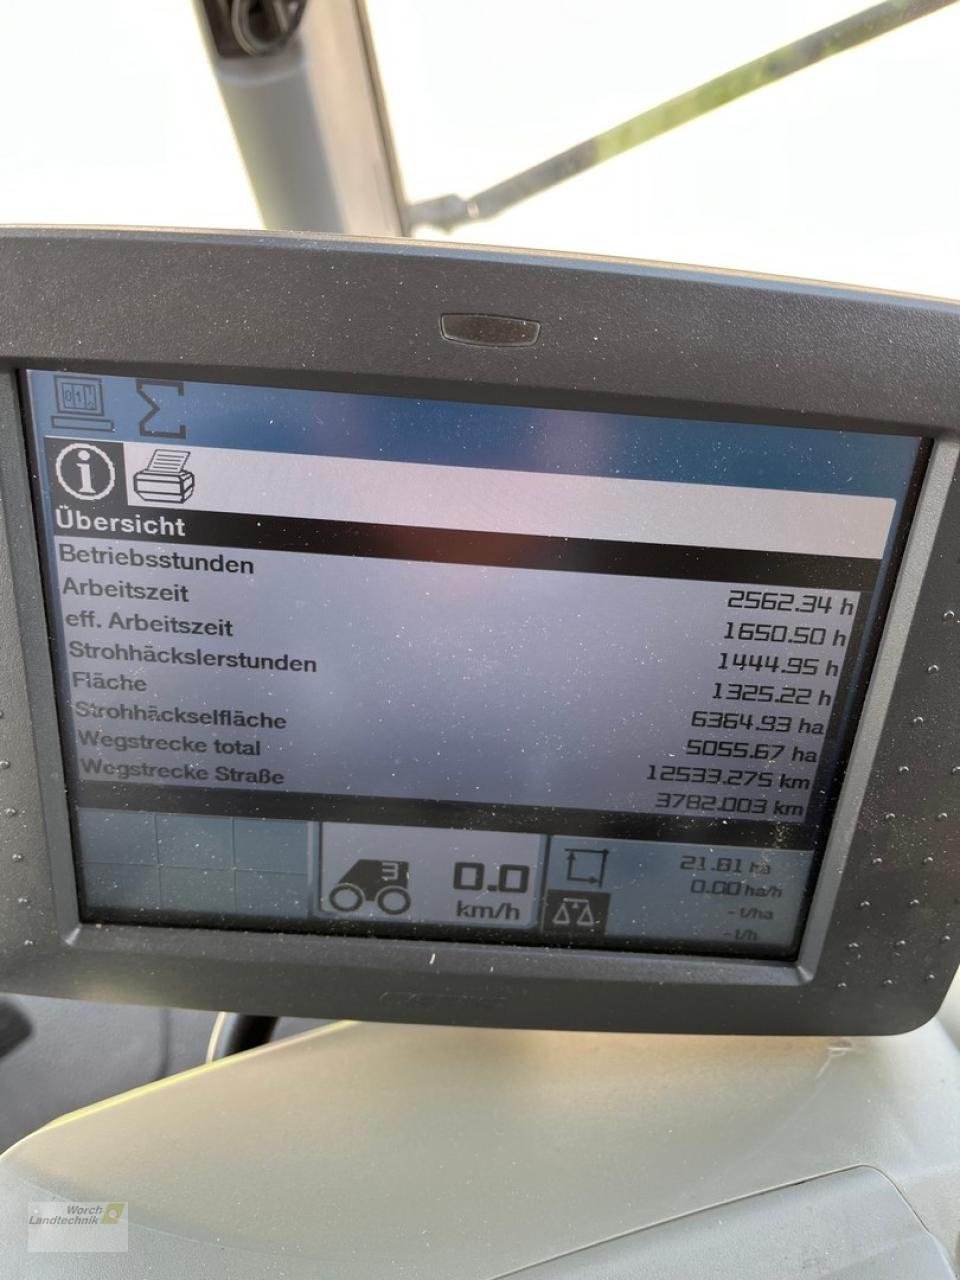 Übersicht
Betriebsstunden 2562.34 h
Arbeitszeit 1650.50 h
eff. Arbeitszeit 1444.95 h
Strohhäckslerstunden 1325.22 h
Fläche 6364.93 ha
Strohhäckselfläche 5055.67 ha
Wegstrecke total 12533.275 km
Wegstrecke Straße 3782.003 km
3
0.0
km/h
21.81 ha
0.00 ha/h
- t/ha
- t/h
Worch
Landtechnik